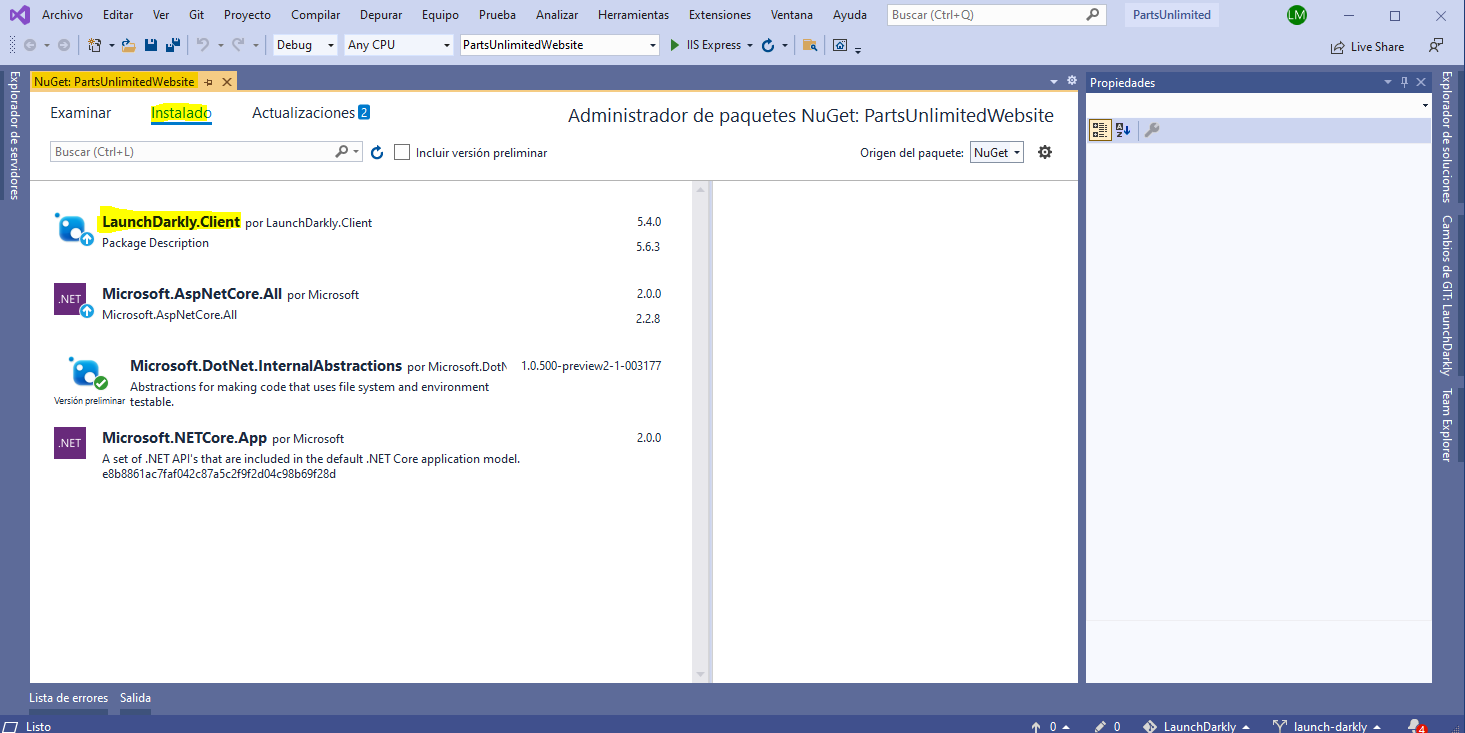 Archivo Editar Ver Git Proyecto Compilar Depurar Equipo Prueba Analizar Herramientas Extensiones Ventana Ayuda Buscar (Ctrl+Q) PartsUnlimited LM
Debug Any CPU PartsUnlimitedWebsite IIS Express Live Share
Explorador de servidores
NuGet: PartsUnlimitedWebsite
Examinar Instalado Actualizaciones 2 Administrador de paquetes NuGet: PartsUnlimitedWebsite
Buscar (Ctrl+L) Incluir versión preliminar Origen del paquete: NuGet
LaunchDarkly.Client por LaunchDarkly.Client 5.4.0
Package Description 5.6.3
.NET Microsoft.AspNetCore.All por Microsoft 2.0.0
Microsoft.AspNetCore.All 2.2.8
Microsoft.DotNet.InternalAbstractions por Microsoft.DotN 1.0.500-preview2-1-003177
Abstractions for making code that uses file system and environment
Versión preliminar testable.
.NET Microsoft.NETCore.App por Microsoft 2.0.0
A set of .NET API's that are included in the default .NET Core application model.
e8b8861ac7faf042c87a5c2f9f2d04c98b69f28d
Propiedades
Explorador de soluciones
Cambios de GIT: LaunchDarkly
Team Explorer
Lista de errores Salida
Listo 0 0 LaunchDarkly launch-darkly 4